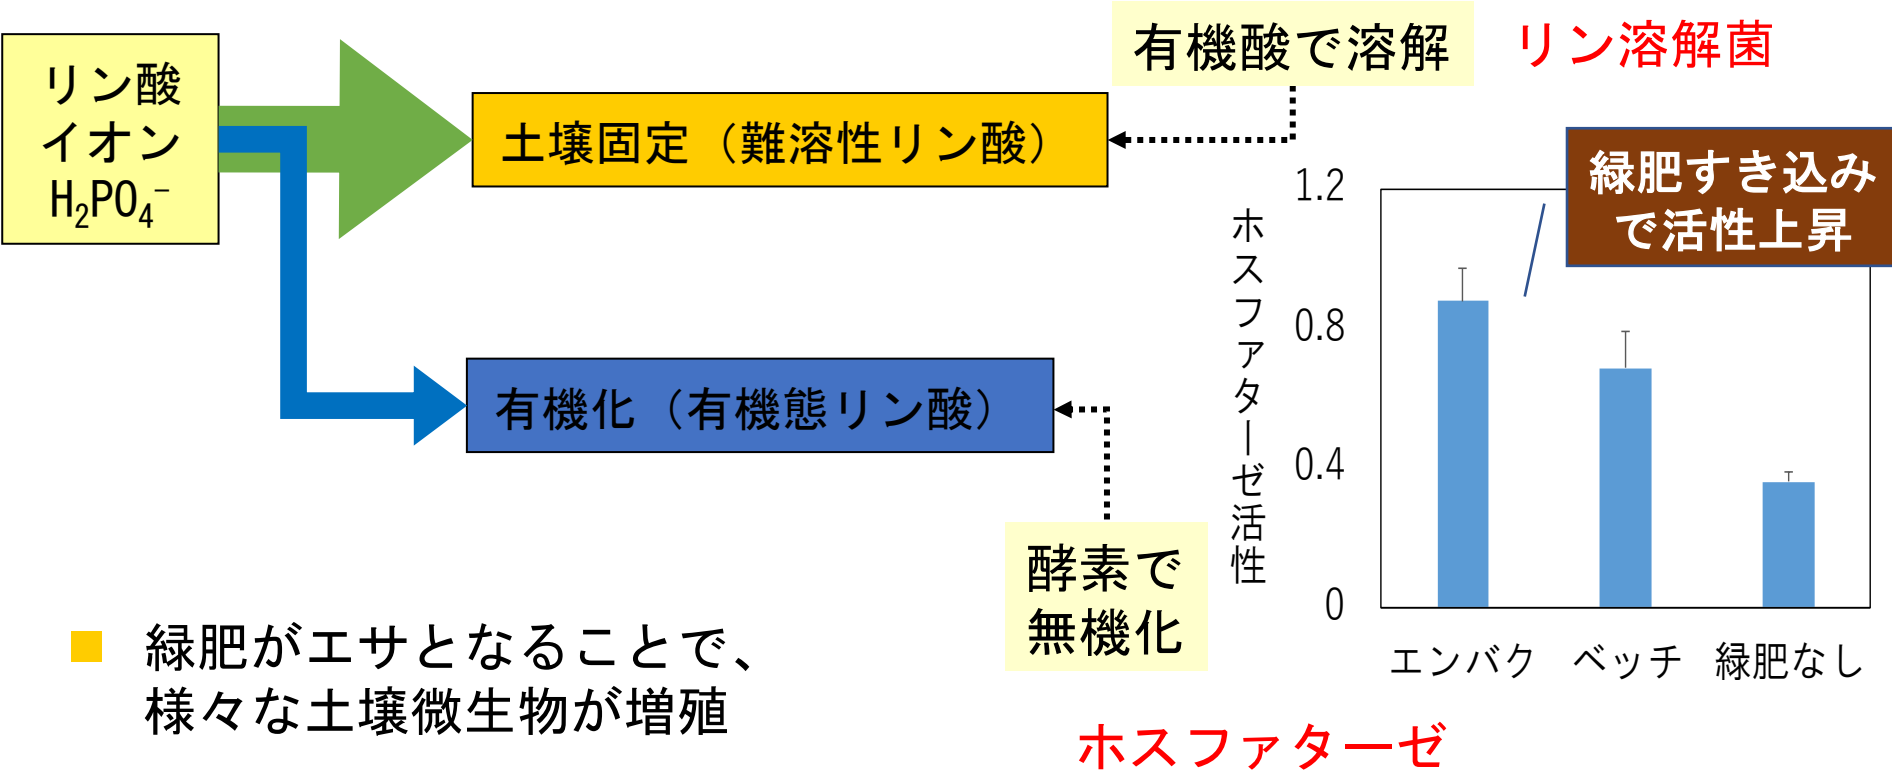 リン酸
イオン
H₂PO₄⁻
土壌固定（難溶性リン酸）
有機酸で溶解
リン溶解菌
有機化（有機態リン酸）
酵素で
無機化
ホスファターゼ
緑肥がエサとなることで、
様々な土壌微生物が増殖
緑肥すき込み
で活性上昇
ホスファターゼ活性
1.2
0.8
0.4
0
エンバク
ベッチ
緑肥なし